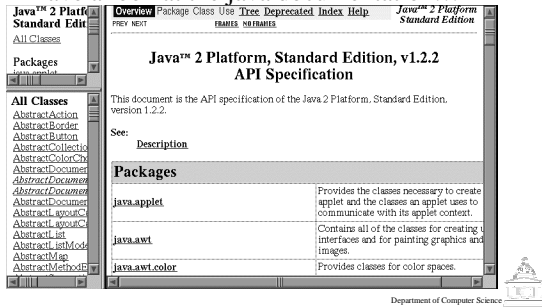 Java™ 2 Platform
Standard Edit
All Classes
Packages
All Classes
AbstractAction
AbstractBorder
AbstractButton
AbstractCollectio
AbstractColorCh
AbstractDocumen
AbstractDocumen
AbstractDocumen
AbstractLayoutC
AbstractLayoutC
AbstractList
AbstractListMode
AbstractMap
AbstractMethodE
Overview Package Class Use Tree Deprecated Index Help
PREV NEXT
FRAMES NO FRAMES
Java™ 2 Platform
Standard Edition
Java™ 2 Platform, Standard Edition, v1.2.2
API Specification
This document is the API specification of the Java 2 Platform, Standard Edition,
version 1.2.2.
See:
Description
Packages
java.applet
Provides the classes necessary to create
applet and the classes an applet uses to
communicate with its applet context.
java.awt
Contains all of the classes for creating u
interfaces and for painting graphics and
images.
java.awt.color
Provides classes for color spaces.
Department of Computer Science